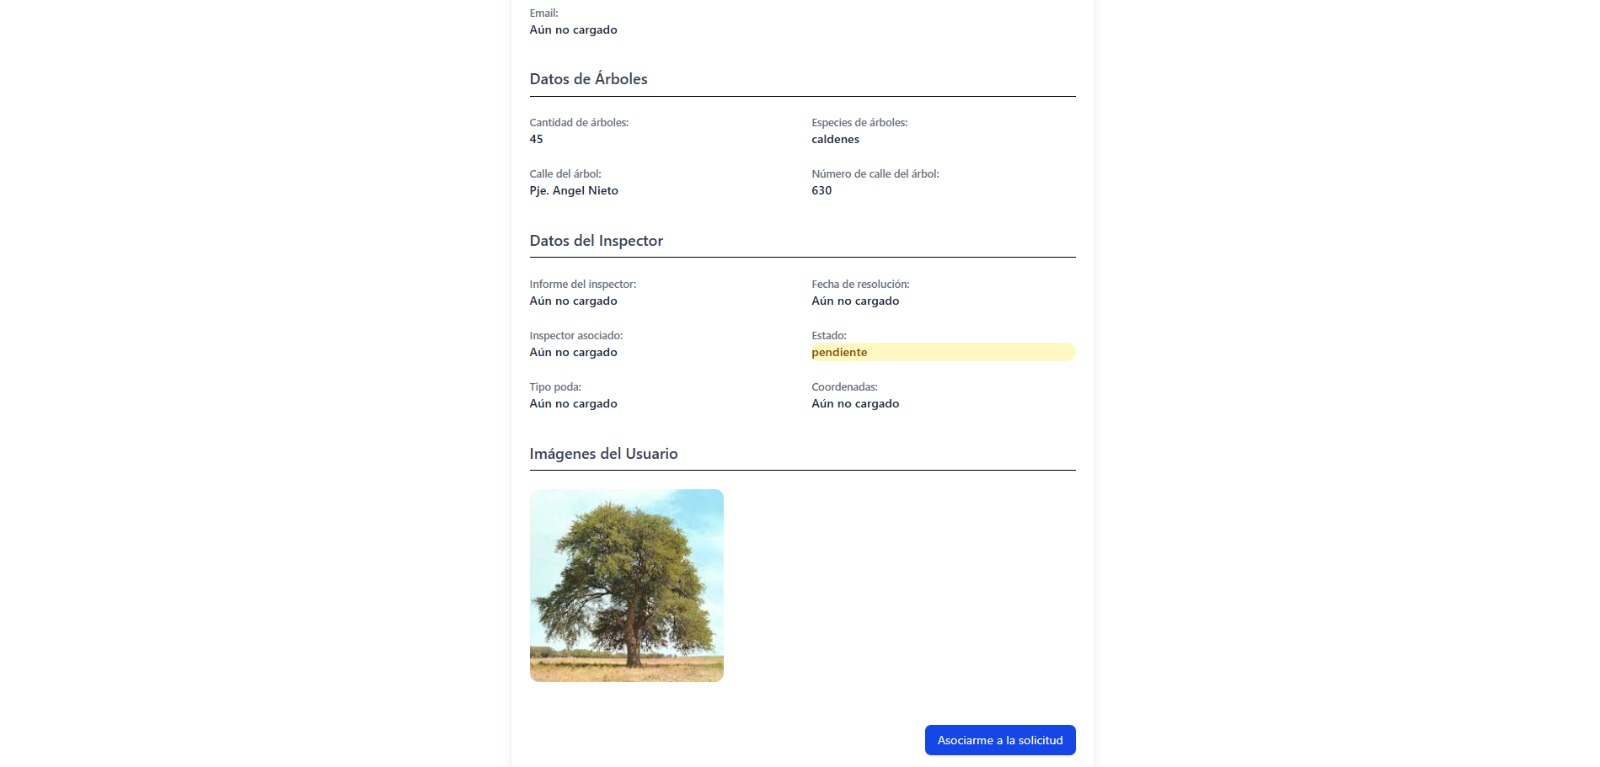 Email:
Aún no cargado
Datos de Árboles
Cantidad de árboles:
45
Especies de árboles:
caldenes
Calle del árbol:
Pje. Angel Nieto
Número de calle del árbol:
630
Datos del Inspector
Informe del inspector:
Aún no cargado
Fecha de resolución:
Aún no cargado
Inspector asociado:
Aún no cargado
Estado:
pendiente
Tipo poda:
Aún no cargado
Coordenadas:
Aún no cargado
Imágenes del Usuario
Asociarme a la solicitud